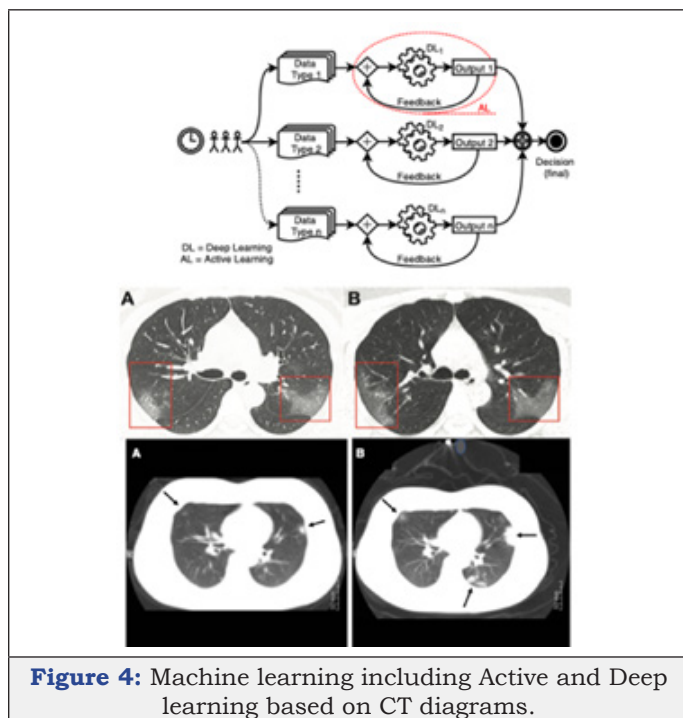 Data
Type 1
DL1
Output 1
Feedback
AL
Data
Type 2
DL2
Output 2
Feedback
Decision
(final)
Data
Type n
DLn
Output n
Feedback
DL = Deep Learning
AL = Active Learning
A
B
A
B
Figure 4: Machine learning including Active and Deep
learning based on CT diagrams.